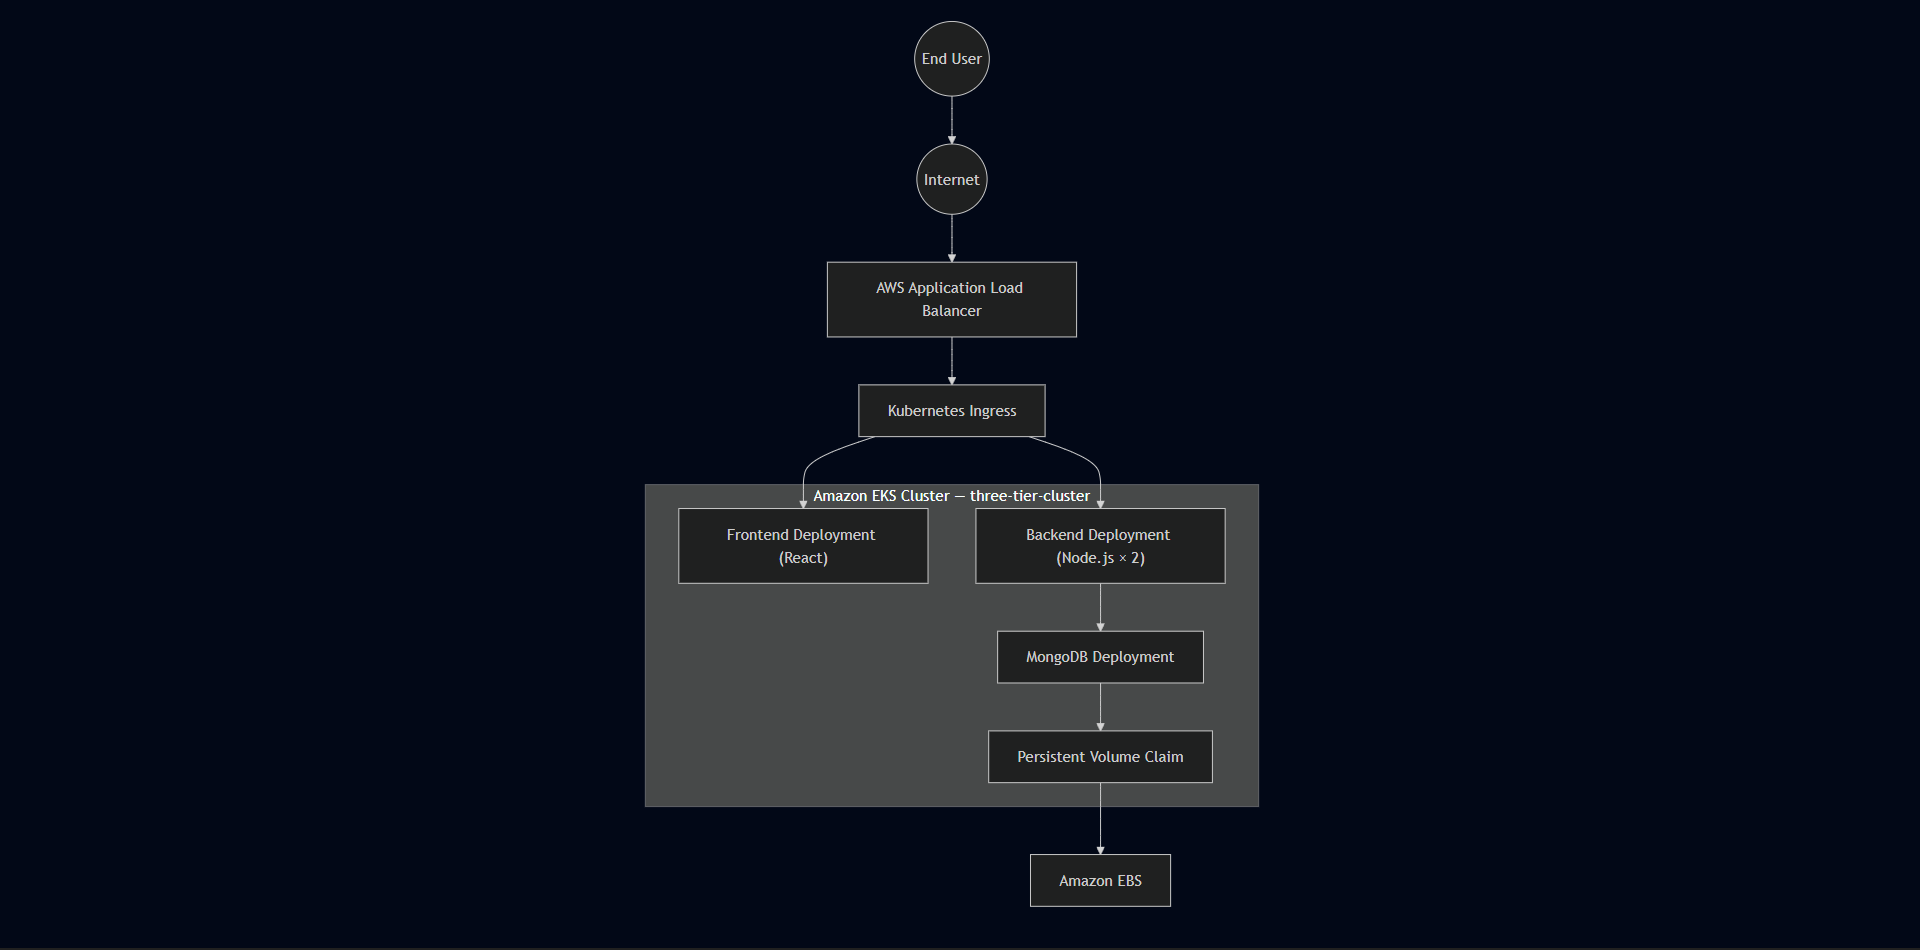 End User
Internet
AWS Application Load
Balancer
Kubernetes Ingress
Amazon EKS Cluster — three-tier-cluster
Frontend Deployment
(React)
Backend Deployment
(Node.js × 2)
MongoDB Deployment
Persistent Volume Claim
Amazon EBS